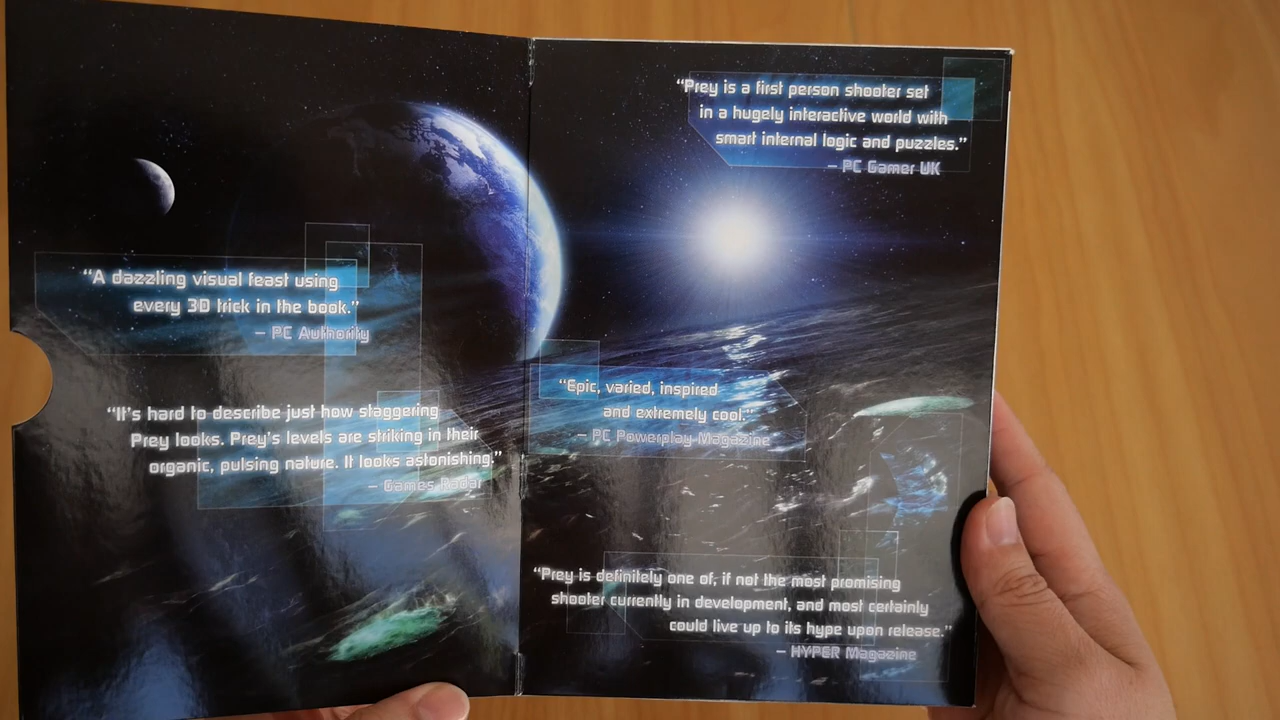 “A dazzling visual feast using
every 3D trick in the book.”
– PC Authority
“It's hard to describe just how staggering
Prey looks. Prey's levels are striking in their
organic, pulsing nature. It looks astonishing.”
– Games Radar
“Prey is a first person shooter set
in a hugely interactive world with
smart internal logic and puzzles.”
– PC Gamer UK
“Epic, varied, inspired
and extremely cool.”
– PC Powerplay Magazine
“Prey is definitely one of, if not the most promising
shooter currently in development, and most certainly
could live up to its hype upon release.”
– HYPER Magazine